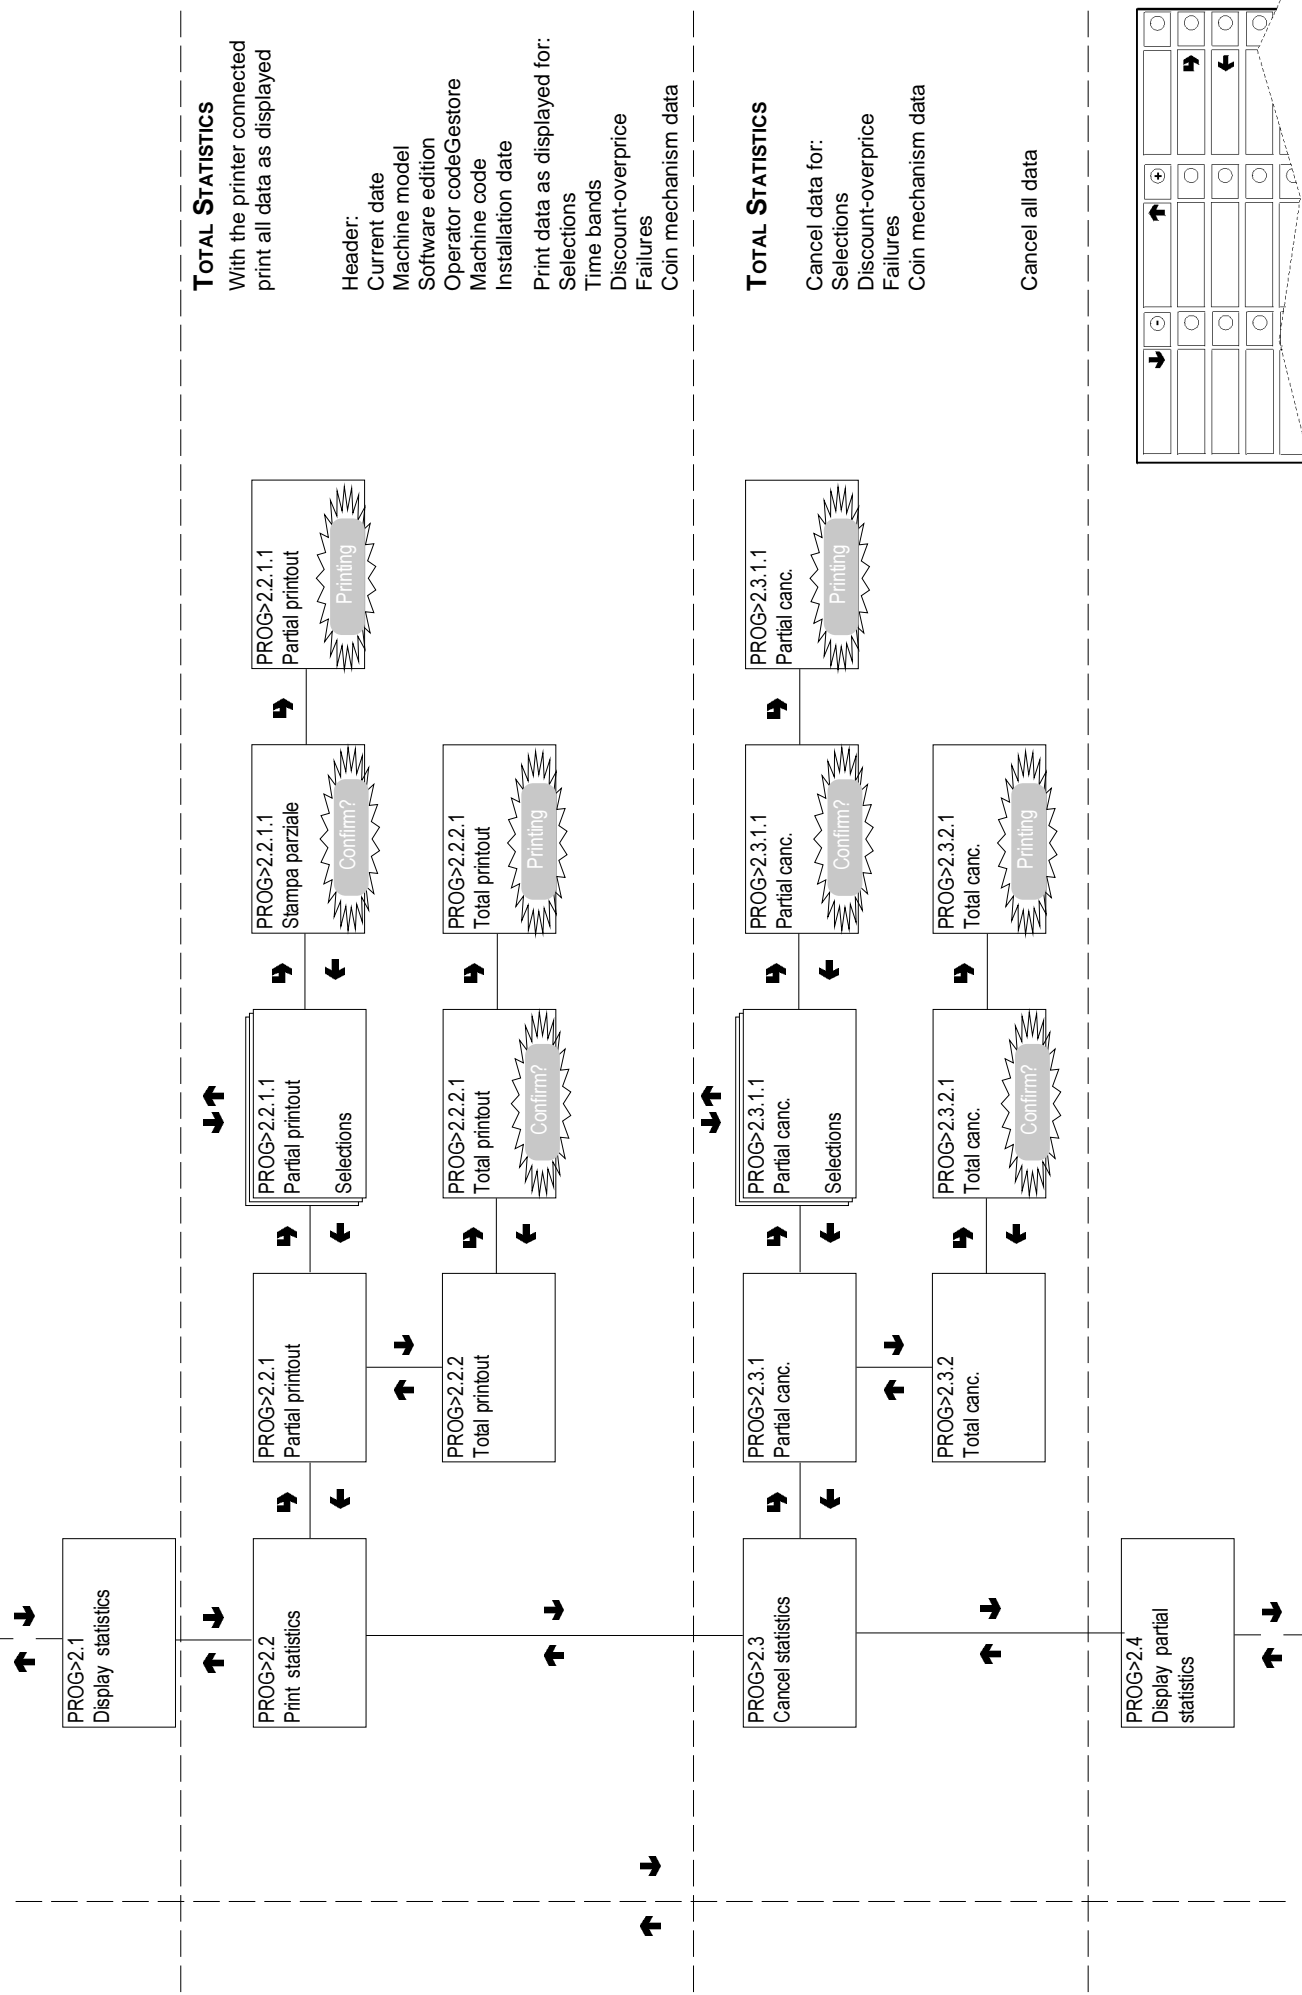 PROG>2.1
Display statistics
PROG>2.2
Print statistics
PROG>2.2.1
Partial printout
PROG>2.2.1.1
Partial printout
Selections
PROG>2.2.1.1
Stampa parziale
Confirm?
PROG>2.2.1.1
Partial printout
Printing
TOTAL STATISTICS
With the printer connected
print all data as displayed
Header:
Current date
Machine model
Software edition
Operator codeGestore
Machine code
Installation date
Print data as displayed for:
Selections
Time bands
Discount-overprice
Failures
Coin mechanism data
PROG>2.2.2
Total printout
PROG>2.2.2.1
Total printout
Confirm?
PROG>2.2.2.1
Total printout
Printing
PROG>2.3
Cancel statistics
PROG>2.3.1
Partial canc.
PROG>2.3.1.1
Partial canc.
Selections
PROG>2.3.1.1
Partial canc.
Confirm?
PROG>2.3.1.1
Partial canc.
Printing
TOTAL STATISTICS
Cancel data for:
Selections
Discount-overprice
Failures
Coin mechanism data
Cancel all data
PROG>2.3.2
Total canc.
PROG>2.3.2.1
Total canc.
Confirm?
PROG>2.3.2.1
Total canc.
Printing
PROG>2.4
Display partial
statistics
-
+